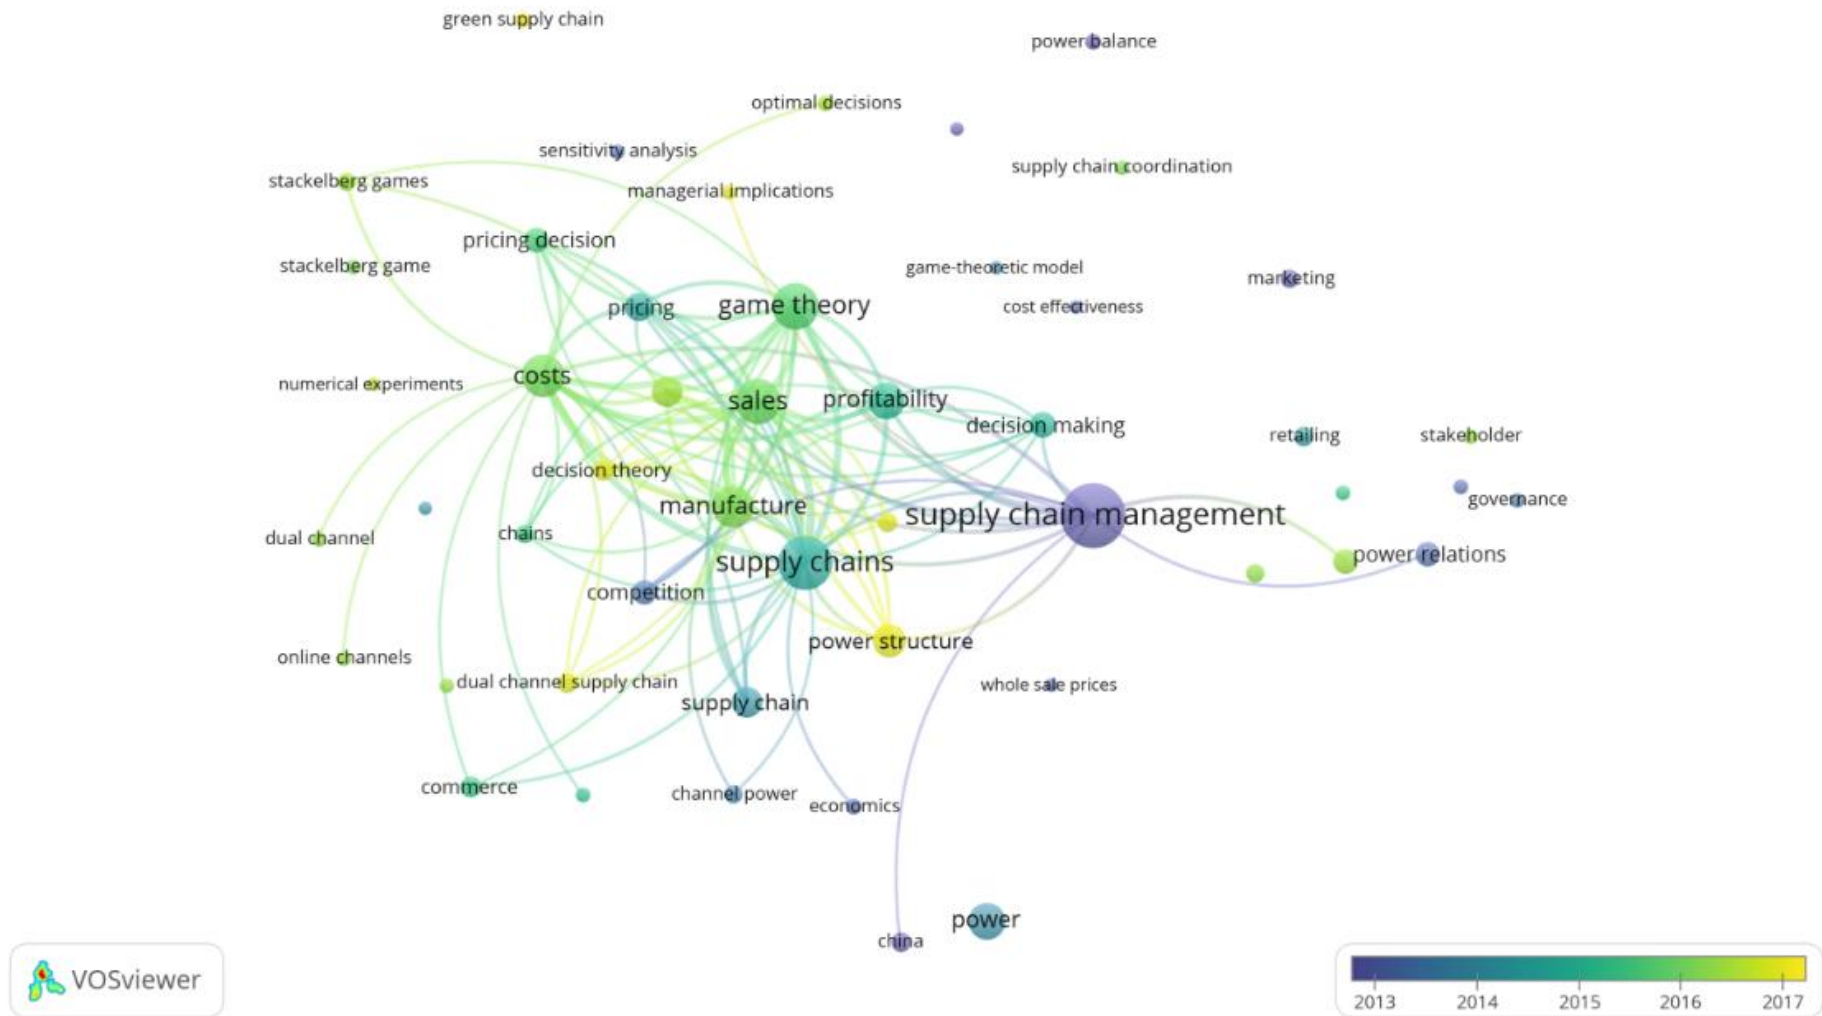 green supply chain
power balance
optimal decisions
sensitivity analysis
supply chain coordination
stackelberg games
managerial implications
pricing decision
stackelberg game
game-theoretic model
marketing
pricing
game theory
cost effectiveness
costs
numerical experiments
sales
profitability
decision making
retailing
stakeholder
decision theory
manufacture
supply chain management
governance
dual channel
chains
supply chains
power relations
competition
power structure
online channels
dual channel supply chain
whole sale prices
supply chain
commerce
channel power
economics
power
china
VOSviewer
2013 2014 2015 2016 2017